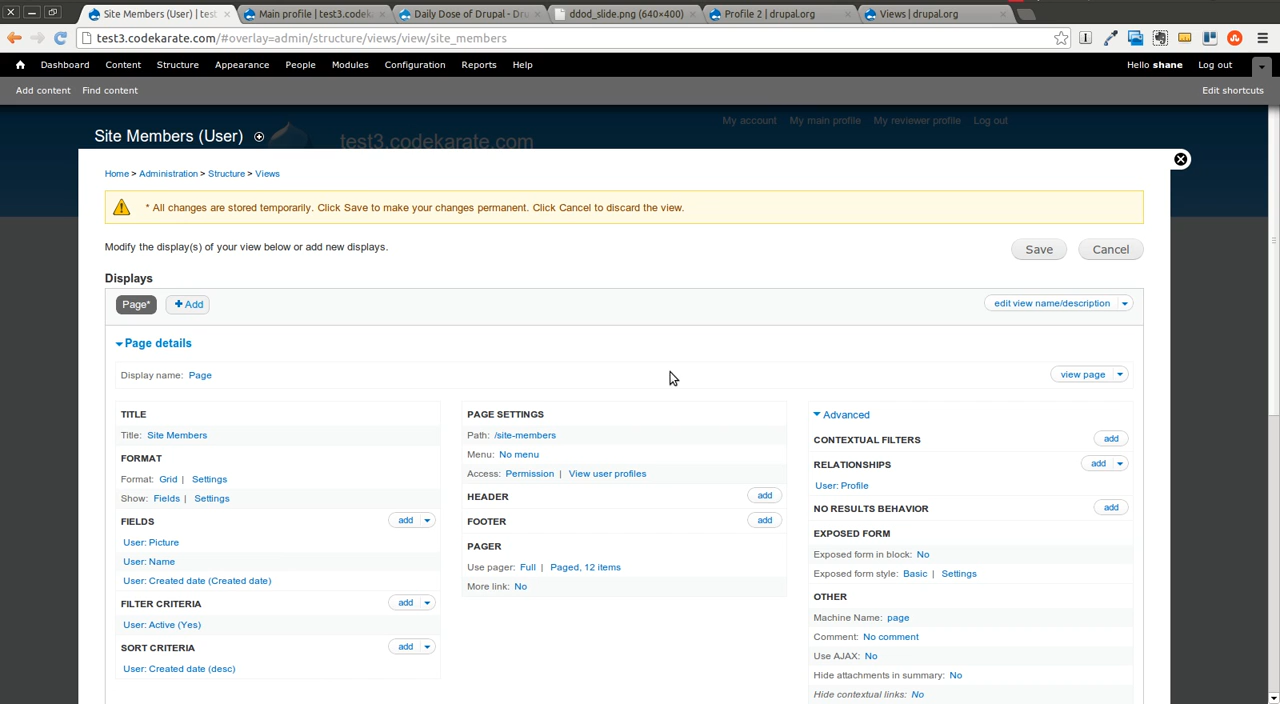 Site Members (User) | test
Main profile | test3.codek
Daily Dose of Drupal - Dru
ddod_slide.png (640×400)
Profile 2 | drupal.org
Views | drupal.org
test3.codekarate.com/#overlay=admin/structure/views/view/site_members
Dashboard Content Structure Appearance People Modules Configuration Reports Help Hello shane Log out
Add content Find content Edit shortcuts
My account My main profile My reviewer profile Log out
Site Members (User)
test3.codekarate.com
Home > Administration > Structure > Views
* All changes are stored temporarily. Click Save to make your changes permanent. Click Cancel to discard the view.
Modify the display(s) of your view below or add new displays.
Save Cancel
Displays
Page* + Add edit view name/description
Page details
Display name: Page view page
TITLE
Title: Site Members
FORMAT
Format: Grid | Settings
Show: Fields | Settings
FIELDS add
User: Picture
User: Name
User: Created date (Created date)
FILTER CRITERIA add
User: Active (Yes)
SORT CRITERIA add
User: Created date (desc)
PAGE SETTINGS
Path: /site-members
Menu: No menu
Access: Permission | View user profiles
HEADER add
FOOTER add
PAGER
Use pager: Full | Paged, 12 items
More link: No
Advanced
CONTEXTUAL FILTERS add
RELATIONSHIPS add
User: Profile
NO RESULTS BEHAVIOR add
EXPOSED FORM
Exposed form in block: No
Exposed form style: Basic | Settings
OTHER
Machine Name: page
Comment: No comment
Use AJAX: No
Hide attachments in summary: No
Hide contextual links: No